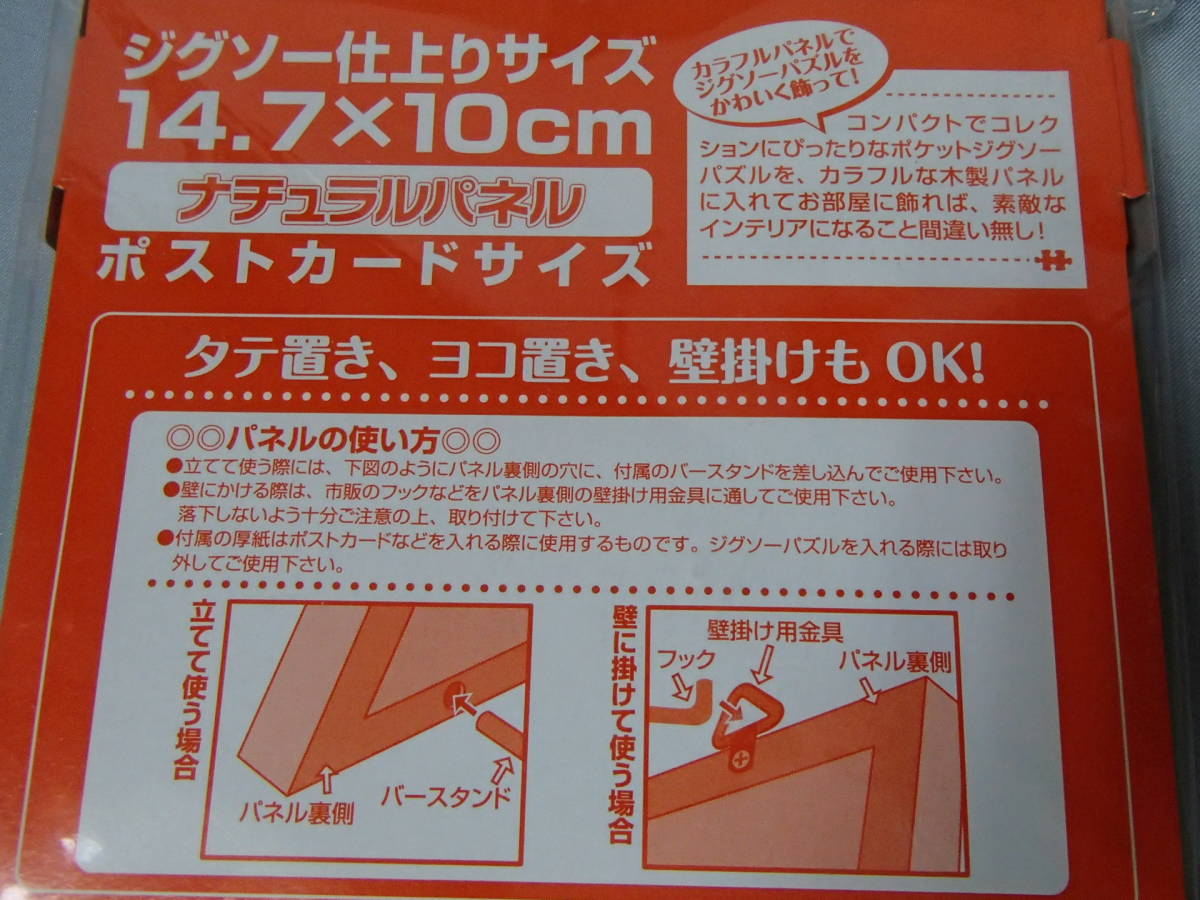 ジグソー仕上りサイズ
14.7×10cm
ナチュラルパネル
ポストカードサイズ
カラフルパネルで
ジグソーパズルを
かわいく飾って!
コンパクトでコレク
ションにぴったりなポケットジグソー
パズルを、カラフルな木製パネル
に入れてお部屋に飾れば、素敵な
インテリアになること間違い無し!
タテ置き、ヨコ置き、壁掛けもOK!
○○パネルの使い方○○
●立てて使う際には、下図のようにパネル裏側の穴に、付属のバースタンドを差し込んでご使用下さい。
●壁にかける際は、市販のフックなどをパネル裏側の壁掛け用金具に通してご使用下さい。
落下しないよう十分ご注意の上、取り付けて下さい。
●付属の厚紙はポストカードなどを入れる際に使用するものです。ジグソーパズルを入れる際には取り
外してご使用下さい。
立てて使う場合
パネル裏側
バースタンド
壁に掛けて使う場合
壁掛け用金具
フック
パネル裏側